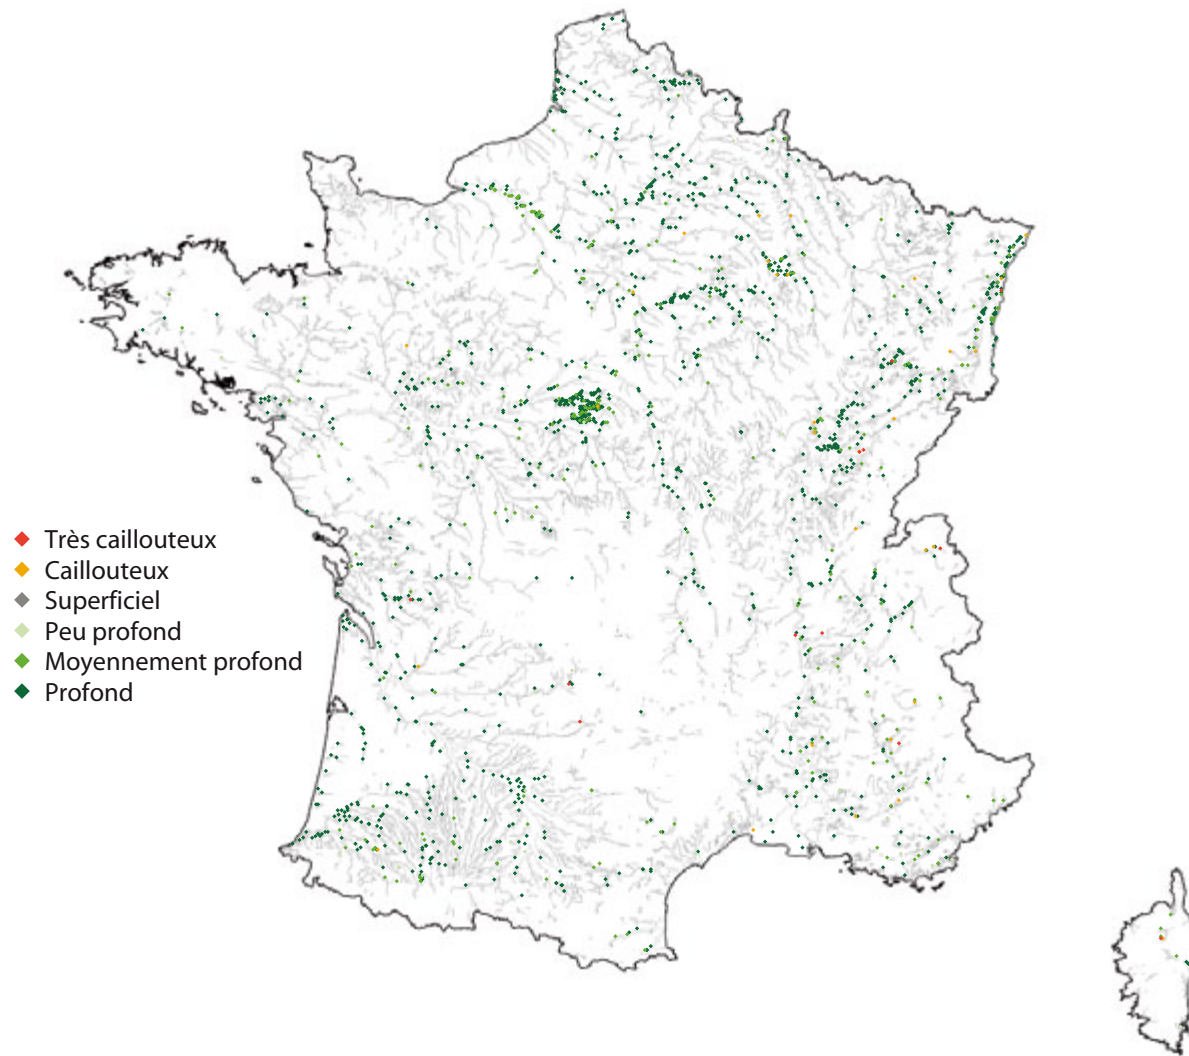 Très caillouteux
Caillouteux
Superficiel
Peu profond
Moyennement profond
Profond